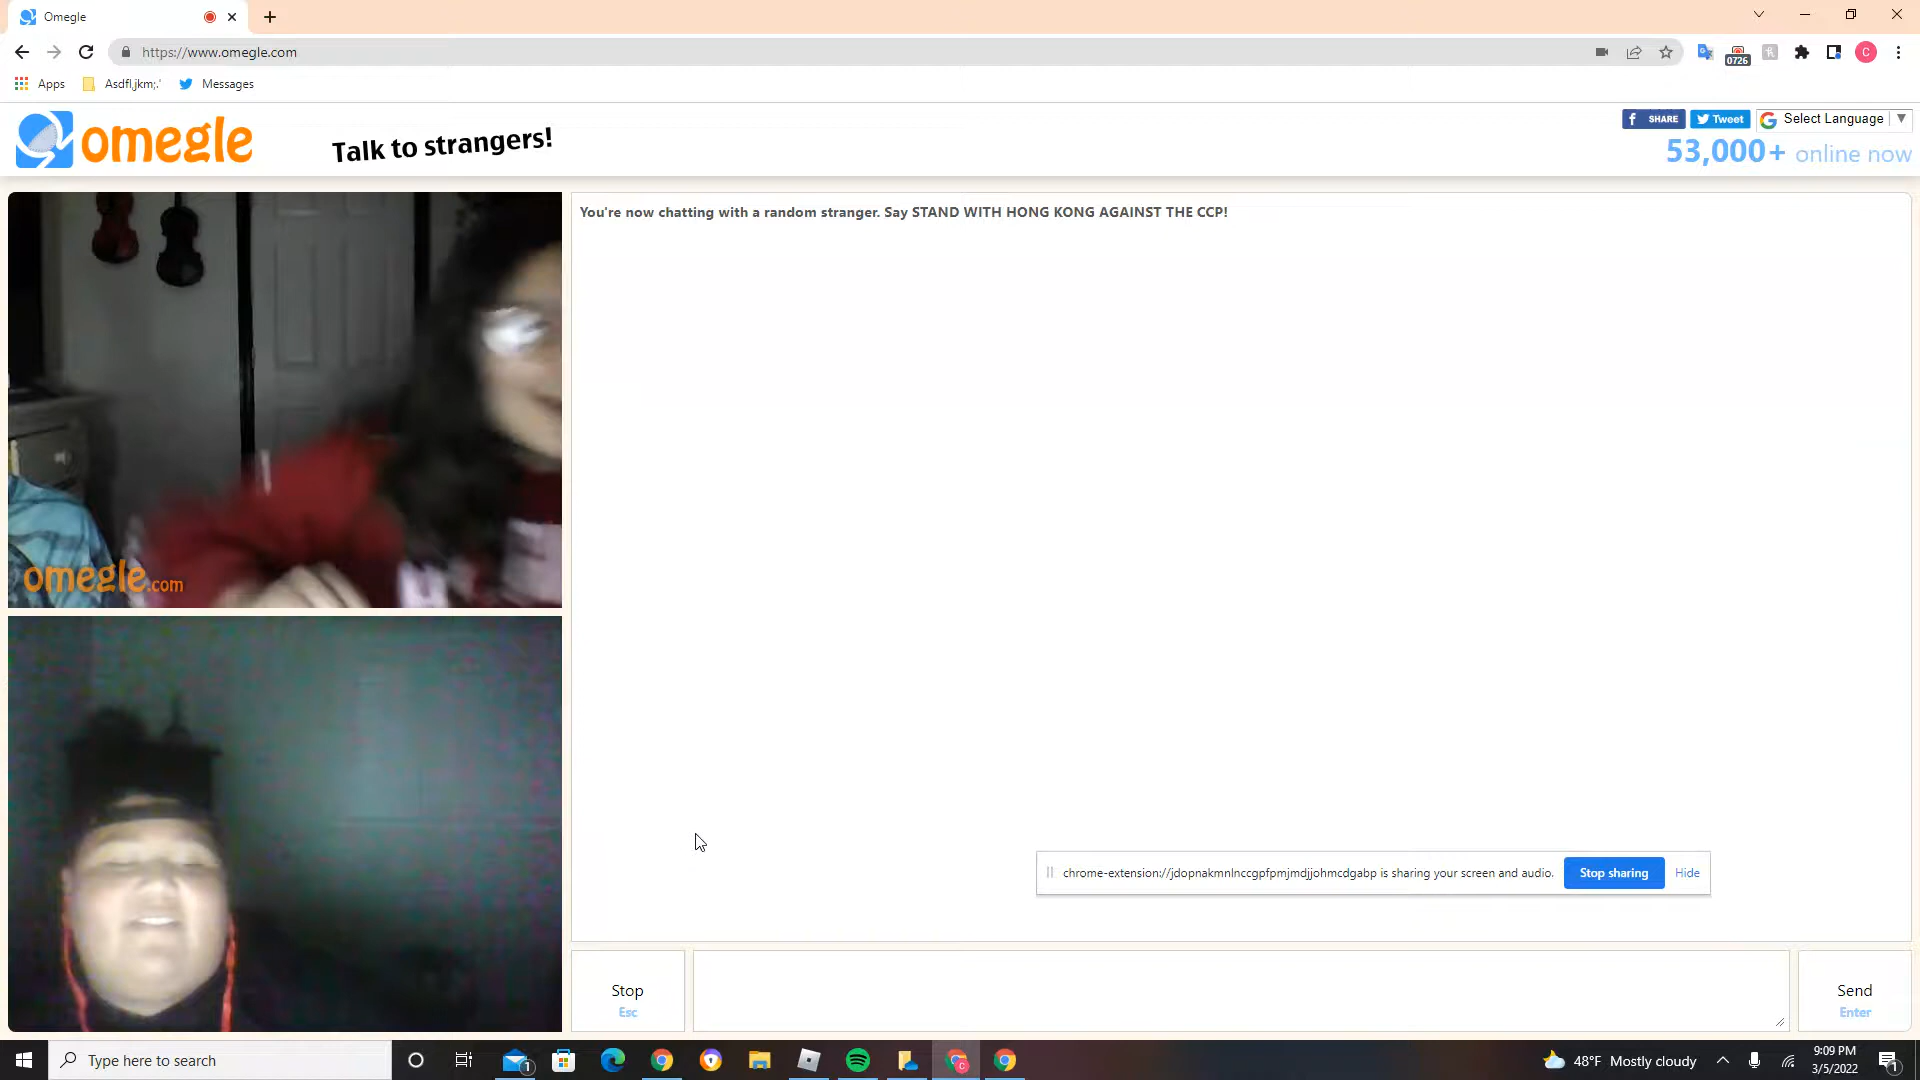 Omegle
https://www.omegle.com
0726
C
Apps
Asdfl;jkm;.'
Messages
omegle
Talk to strangers!
SHARE
Tweet
Select Language
53,000+ online now
You're now chatting with a random stranger. Say STAND WITH HONG KONG AGAINST THE CCP!
omegle.com
chrome-extension://jdopnakmnlnccgpfpmjmdjjohmcdgabp is sharing your screen and audio.
Stop sharing
Hide
Stop
Esc
Send
Enter
Type here to search
1
C
48°F Mostly cloudy
9:09 PM
3/5/2022
1